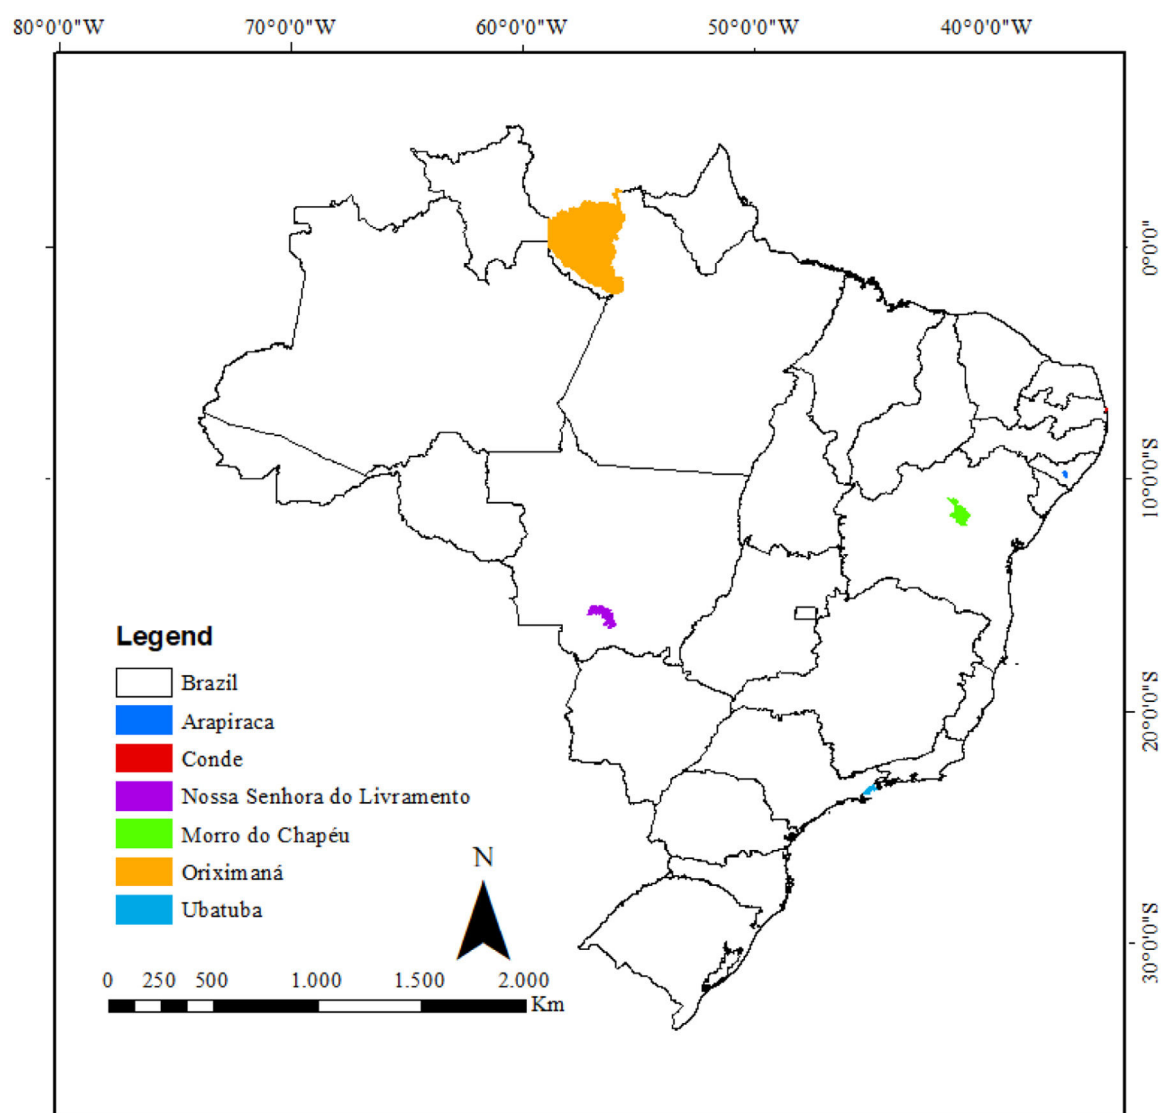 80°0'0"W 70°0'0"W 60°0'0"W 50°0'0"W 40°0'0"W
0°0'0"
10°0'0"S
20°0'0"S
30°0'0"S
Legend
Brazil
Arapiraca
Conde
Nossa Senhora do Livramento
Morro do Chapéu
Oriximaná
Ubatuba
N
0 250 500 1.000 1.500 2.000
Km